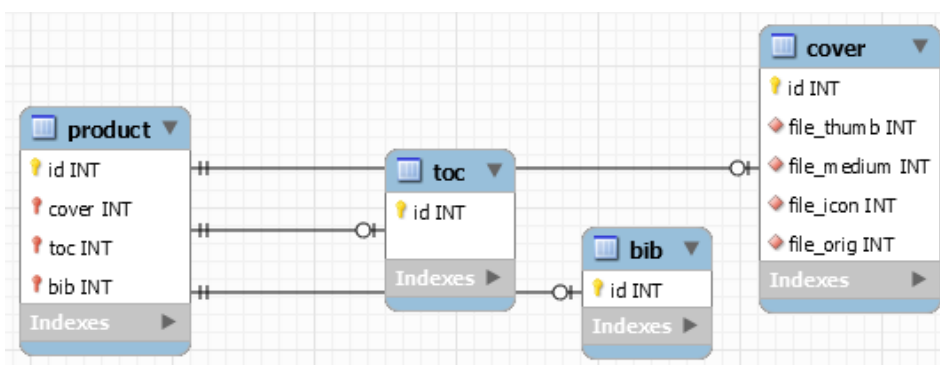 product
id INT
cover INT
toc INT
bib INT
Indexes
toc
id INT
Indexes
bib
id INT
Indexes
cover
id INT
file_thumb INT
file_medium INT
file_icon INT
file_orig INT
Indexes